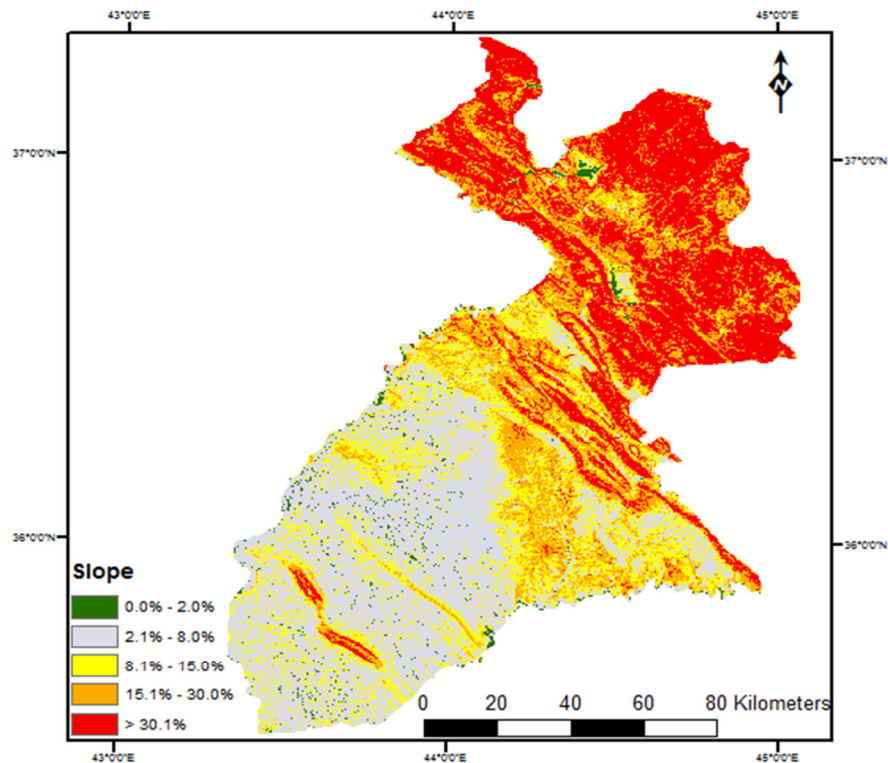 43°0'0"E 44°0'0"E 45°0'0"E
N
37°0'0"N 37°0'0"N
36°0'0"N 36°0'0"N
Slope
0.0% - 2.0%
2.1% - 8.0%
8.1% - 15.0%
15.1% - 30.0%
> 30.1%
0 20 40 60 80 Kilometers
43°0'0"E 44°0'0"E 45°0'0"E